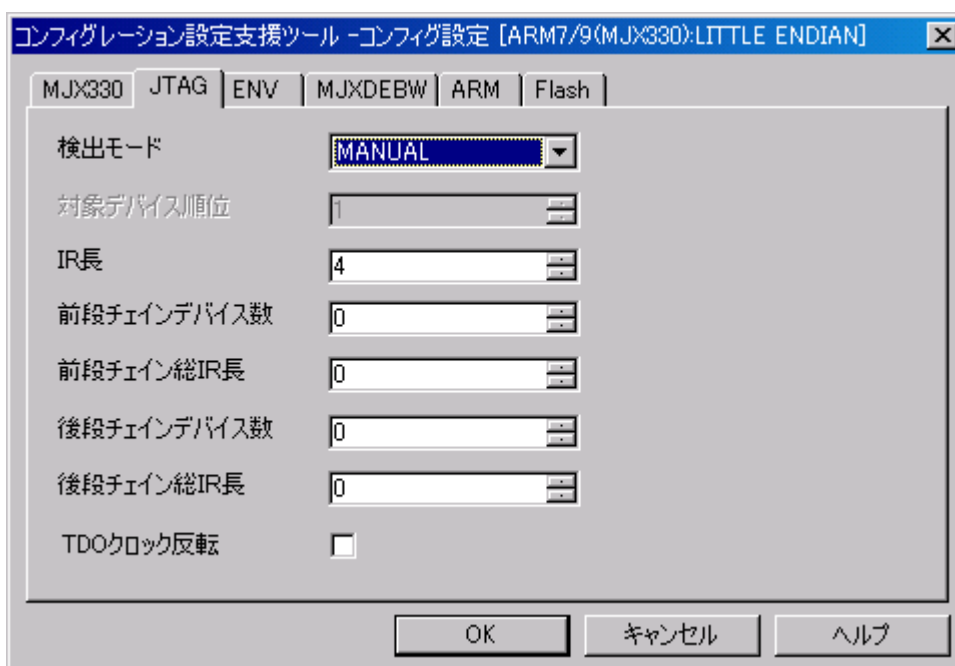 コンフィグレーション設定支援ツール -コンフィグ設定 [ARM7/9(MJX330):LITTLE ENDIAN]
MJX330 JTAG ENV MJXDEBW ARM Flash
検出モード MANUAL
対象デバイス順位 1
IR長 4
前段チェインデバイス数 0
前段チェイン総IR長 0
後段チェインデバイス数 0
後段チェイン総IR長 0
TDOクロック反転
OK キャンセル ヘルプ